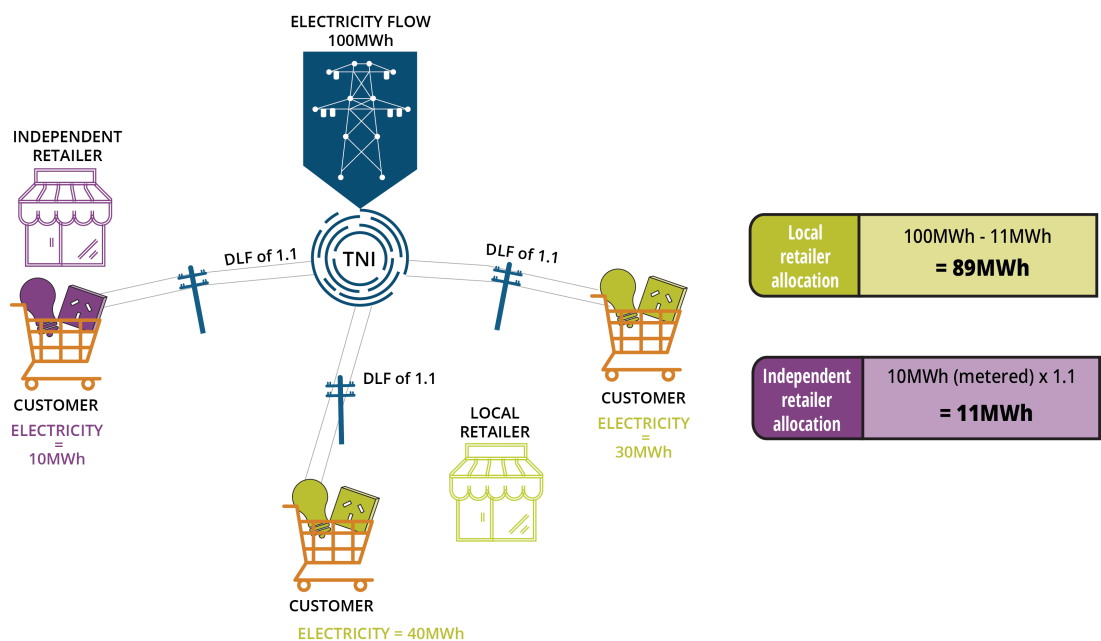 ELECTRICITY FLOW
100MWh
INDEPENDENT
RETAILER
DLF of 1.1
TNI
DLF of 1.1
CUSTOMER
ELECTRICITY
=
10MWh
DLF of 1.1
LOCAL
RETAILER
CUSTOMER
ELECTRICITY
=
30MWh
CUSTOMER
ELECTRICITY = 40MWh
Local
retailer
allocation
100MWh - 11MWh
= 89MWh
Independent
retailer
allocation
10MWh (metered) x 1.1
= 11MWh